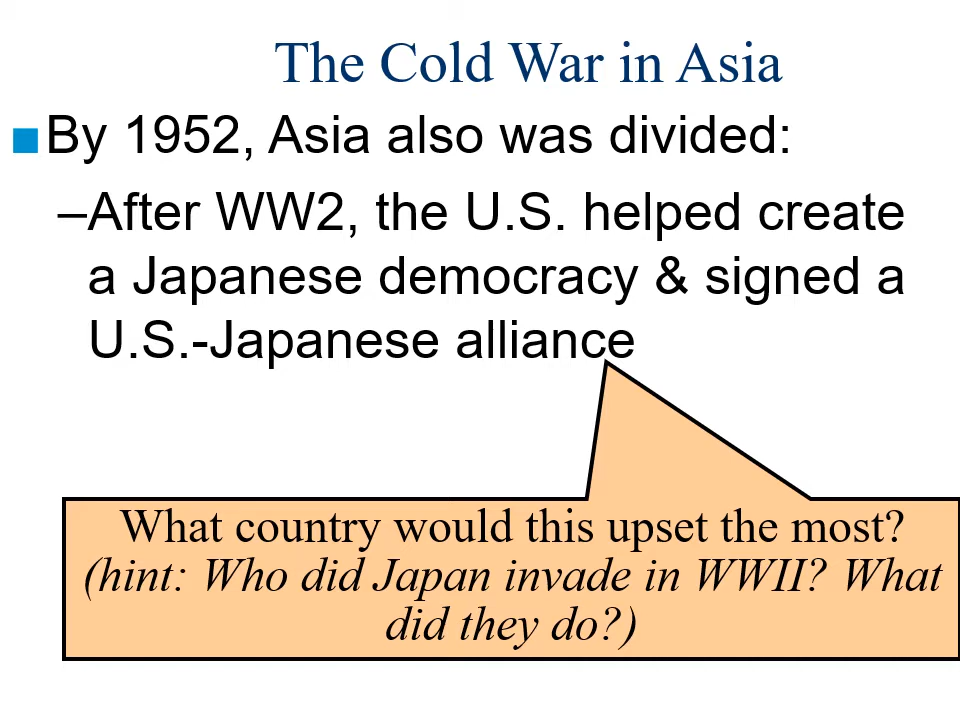 The Cold War in Asia
■By 1952, Asia also was divided:
–After WW2, the U.S. helped create
a Japanese democracy & signed a
U.S.-Japanese alliance
What country would this upset the most?
(hint: Who did Japan invade in WWII? What
did they do?)